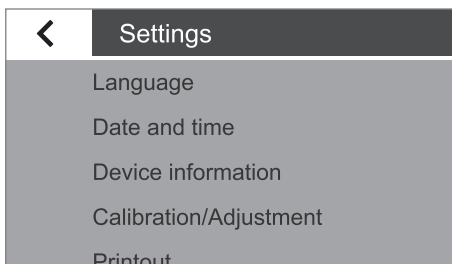 Settings
Language
Date and time
Device information
Calibration/Adjustment
Printout